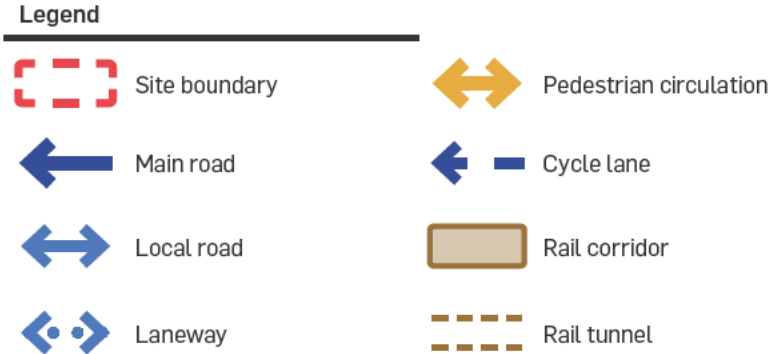 Legend
Site boundary
Pedestrian circulation
Main road
Cycle lane
Local road
Rail corridor
Laneway
Rail tunnel